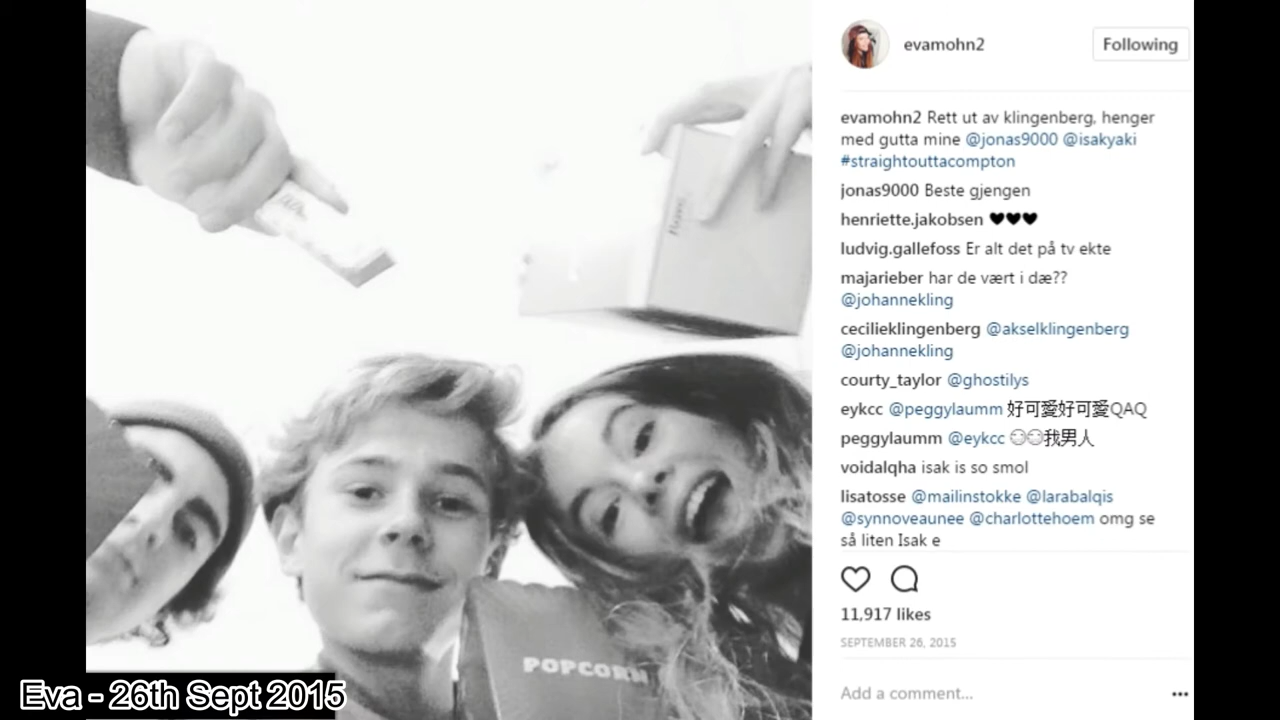 evamohn2
Following
evamohn2 Rett ut av klingenberg, henger
med gutta mine @jonas9000 @isakyaki
#straightouttacompton
jonas9000 Beste gjengen
henriette.jakobsen ♥♥♥
ludvig.gallefoss Er alt det på tv ekte
majarieber har de vært i dæ??
@johannekling
cecilieklingenberg @akselklingenberg
@johannekling
courty_taylor @ghostilys
eykcc @peggylaumm 好可愛好可愛QAQ
peggylaumm @eykcc 😏😏我男人
voidalqha isak is so smol
lisatosse @mailinstokke @larabalqis
@synnoveaunee @charlottehoem omg se
så liten Isak e
11,917 likes
SEPTEMBER 26, 2015
Add a comment...
POPCORN
Eva - 26th Sept 2015